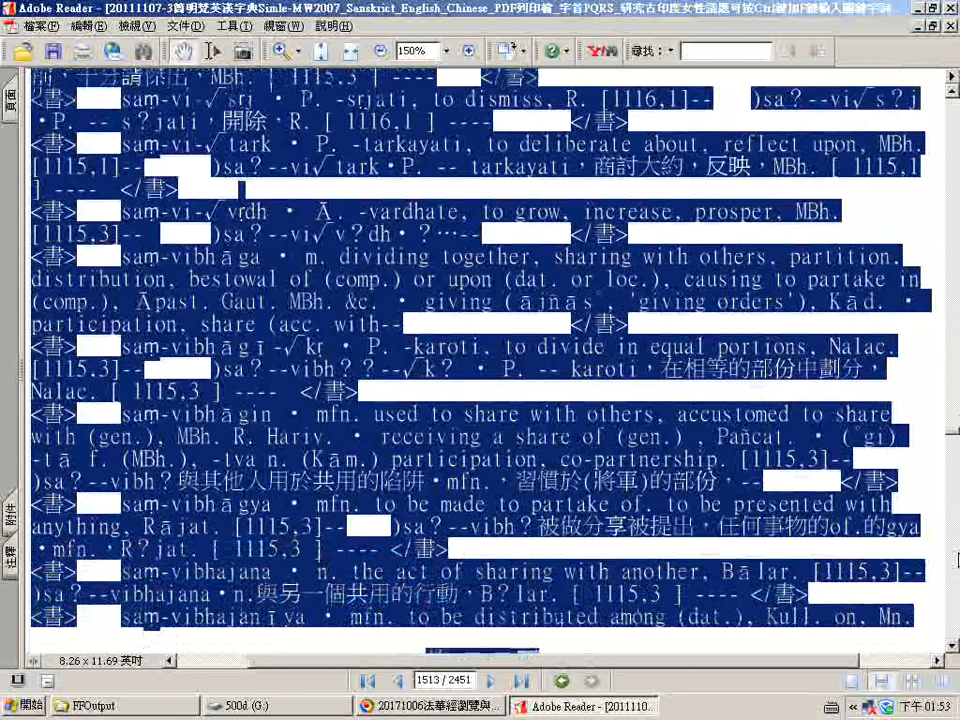 Adobe Reader - [20111107-3簡明梵英漢字典Simle-MW2007_Sanskrit_English_Chinese_PDF列印檔_字首PQRS_研究古印度女性議題可按Ctrl鍵加F鍵輸入關鍵字詞
檔案(F) 編輯(E) 檢視(V) 文件(D) 工具(T) 視窗(W) 說明(H)
150% 尋找：
前，十分請傑出，MBh. [ 1115,3 ] ---- </書>
<書> saṃ-vi-√sṛj • P. -sṛjati, to dismiss, R. [1116,1]-- )sa？--vi√s？j
•P. -- s？jati，開除，R. [ 1116,1 ] ---- </書>
<書> saṃ-vi-√tark • P. -tarkayati, to deliberate about, reflect upon, MBh.
[1115,1]-- )sa？--vi√tark•P. -- tarkayati，商討大約，反映，MBh. [ 1115,1
] ---- </書>
<書> saṃ-vi-√vṛdh • Ā. -vardhate, to grow, increase, prosper, MBh.
[1115,3]-- )sa？--vi√v？dh•？…-- </書>
<書> saṃ-vibhāga • m. dividing together, sharing with others, partition,
distribution, bestowal of (comp.) or upon (dat. or loc.), causing to partake in
(comp.), Āpast. Gaut. MBh. &c. • giving (ājñās, 'giving orders'), Kād. •
participation, share (acc. with-- </書>
<書> saṃ-vibhāgī-√kṛ • P. -karoti, to divide in equal portions, Nalac.
[1115,3]-- )sa？--vibh？？--√k？ • P. -- karoti，在相等的部份中劃分，
Nalac. [ 1115,3 ] ---- </書>
<書> saṃ-vibhāgin • mfn. used to share with others, accustomed to share
with (gen.), MBh. R. Hariv. • receiving a share of (gen.) , Pañcat. • (°gi)
-tā f. (MBh.), -tva n. (Kām.) participation, co-partnership. [1115,3]--
)sa？--vibh？與其他人用於共用的陷阱•mfn.，習慣於(將軍)的部份，-- </書>
<書> saṃ-vibhāgya • mfn. to be made to partake of, to be presented with
anything, Rājat. [1115,3]-- )sa？--vibh？被做分享被提出，任何事物的of.的gya
•mfn.，R？jat. [ 1115,3 ] ---- </書>
<書> saṃ-vibhajana • n. the act of sharing with another, Bālar. [1115,3]--
)sa？--vibhajana•n.與另一個共用的行動，B？lar. [ 1115,3 ] ---- </書>
<書> saṃ-vibhajanīya • mfn. to be distributed among (dat.), Kull. on, Mn.
頁面
附件
注釋
8.26 x 11.69 英吋
1513 / 2451
開始 FFOutput 500d (G:) 20171006法華經瀏覽與... Adobe Reader - [2011110... 下午 01:53